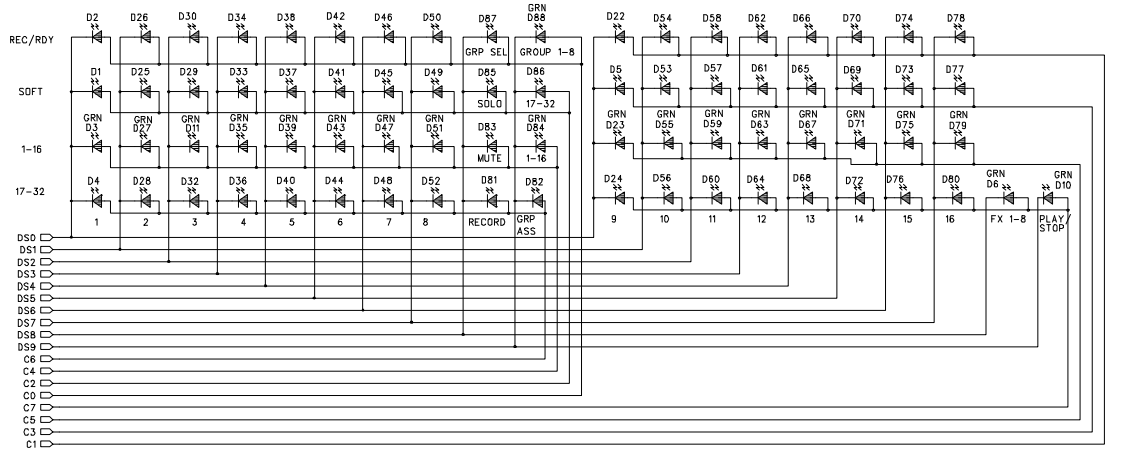 D2 D26 D30 D34 D38 D42 D46 D50 D87 GRN D88 D22 D54 D58 D62 D66 D70 D74 D78
REC/RDY GRP SEL GROUP 1-8
D1 D25 D29 D33 D37 D41 D45 D49 D85 D86 D5 D53 D57 D61 D65 D69 D73 D77
SOFT SOLO 17-32
GRN GRN GRN GRN GRN GRN GRN GRN GRN GRN GRN GRN GRN GRN GRN GRN GRN
D3 D27 D11 D35 D39 D43 D47 D51 D83 D84 D23 D55 D59 D63 D67 D71 D75 D79
1-16 MUTE 1-16
D4 D28 D32 D36 D40 D44 D48 D52 D81 D82 D24 D56 D60 D64 D68 D72 D76 D80 GRN D6 GRN D10
17-32
1 2 3 4 5 6 7 8 RECORD GRP ASS 9 10 11 12 13 14 15 16 FX 1-8 PLAY/STOP
DS0
DS1
DS2
DS3
DS4
DS5
DS6
DS7
DS8
DS9
C6
C4
C2
C0
C7
C5
C3
C1